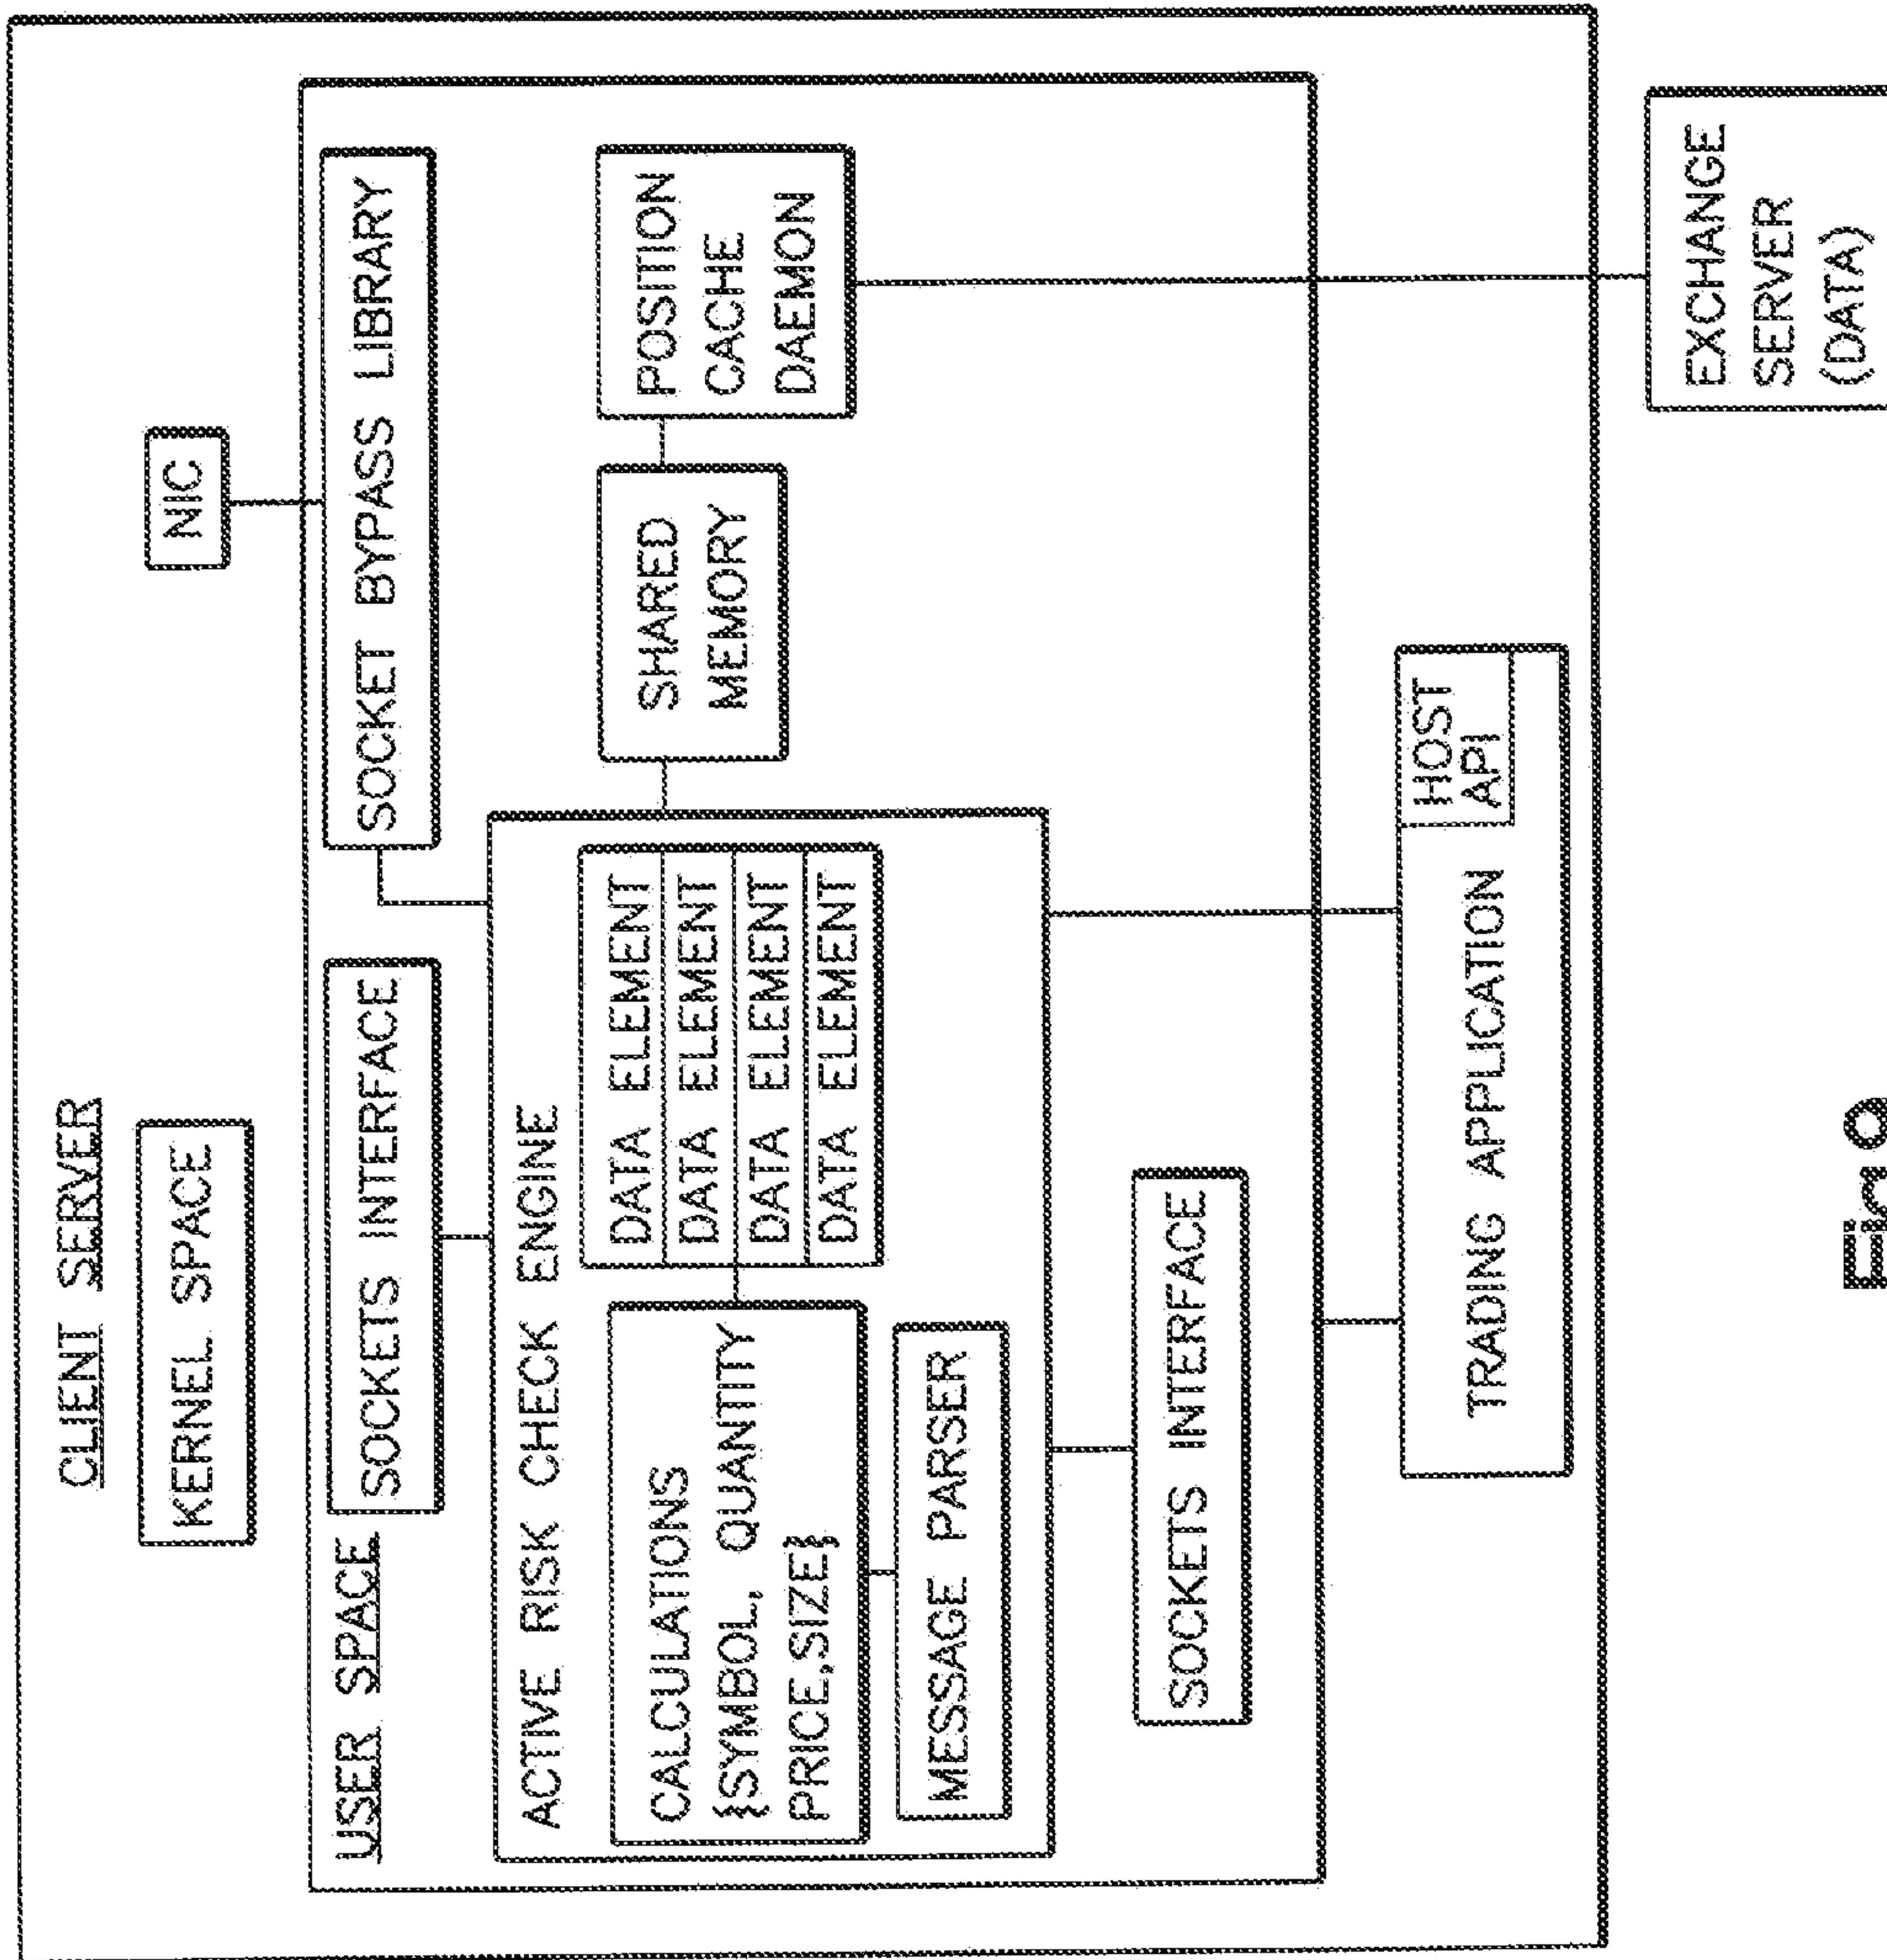 CLIENT SERVER
KERNEL SPACE
NIC
USER SPACE
SOCKETS INTERFACE
SOCKET BYPASS LIBRARY
ACTIVE RISK CHECK ENGINE
CALCULATIONS
{SYMBOL, QUANTITY
PRICE,SIZE}
MESSAGE PARSER
DATA ELEMENT
DATA ELEMENT
DATA ELEMENT
DATA ELEMENT
SHARED
MEMORY
POSITION
CACHE
DAEMON
SOCKETS INTERFACE
TRADING APPLICATION
HOST
API
EXCHANGE
SERVER
(DATA)